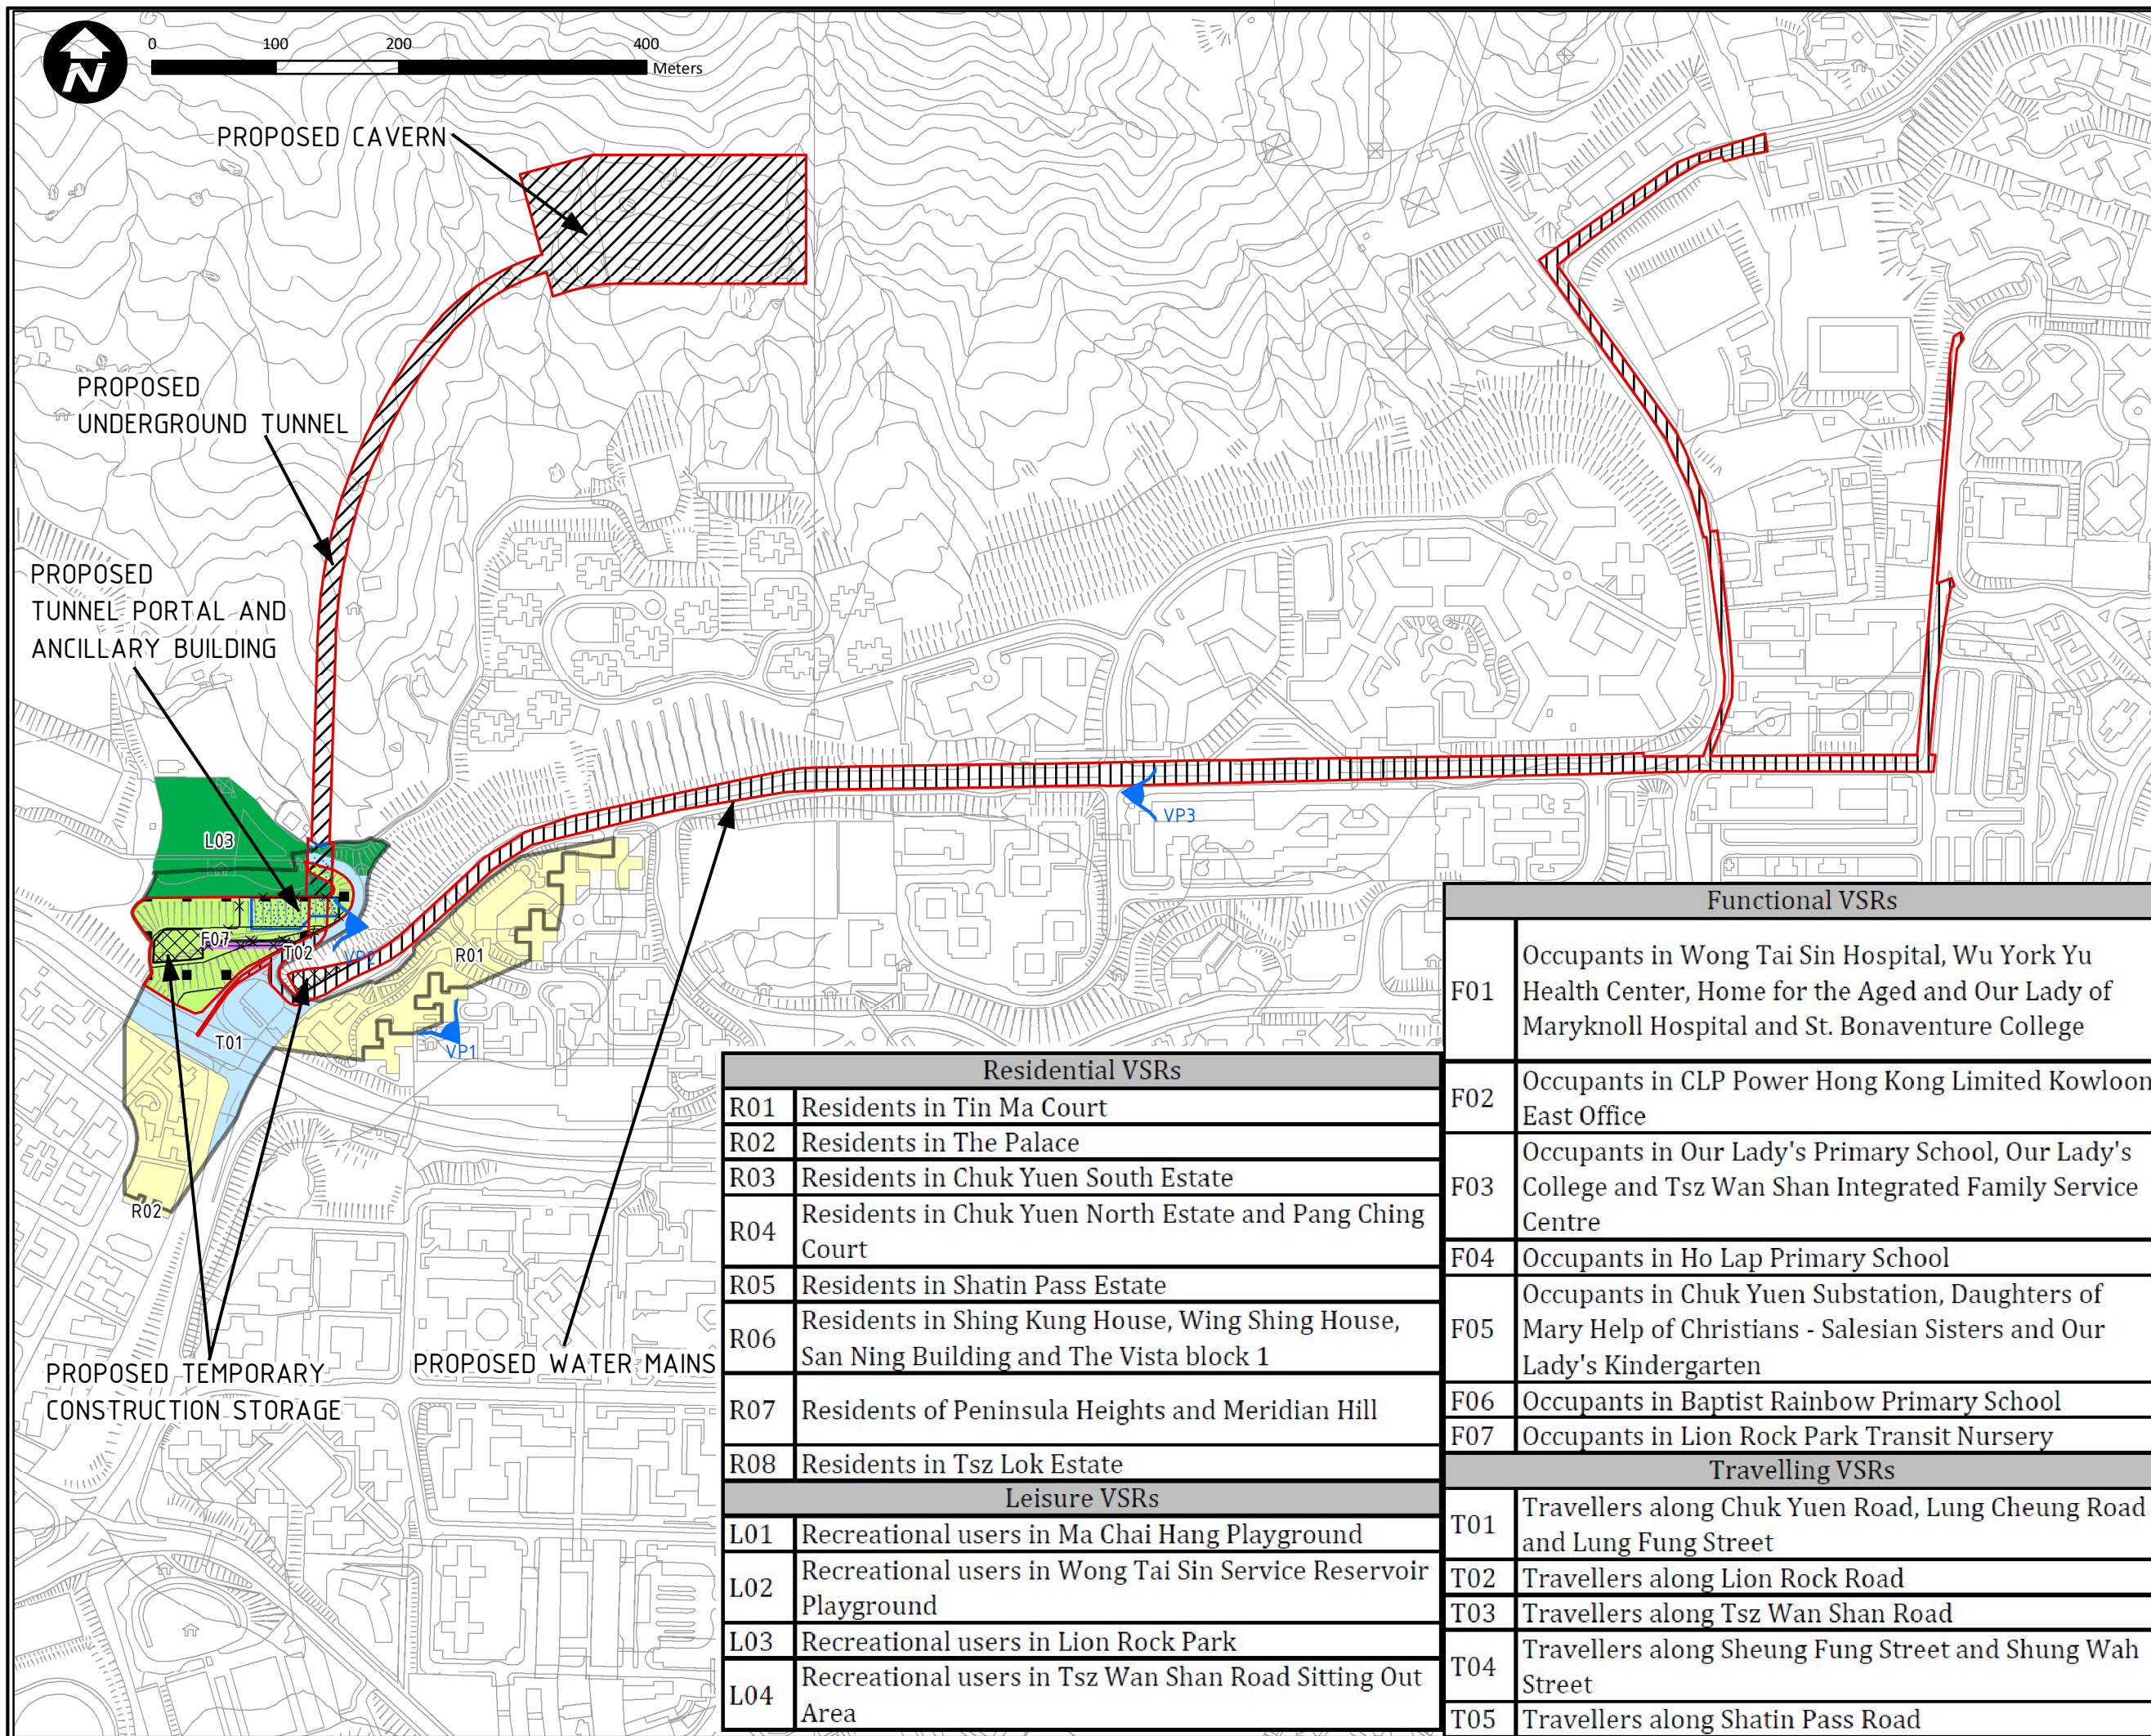 0 100 200 400
Meters
N
PROPOSED CAVERN
PROPOSED
UNDERGROUND TUNNEL
PROPOSED
TUNNEL PORTAL AND
ANCILLARY BUILDING
L03
F07
T02
VP2
R01
VP3
T01
VP1
R02
PROPOSED TEMPORARY
CONSTRUCTION STORAGE
PROPOSED WATER MAINS
Residential VSRs
R01 Residents in Tin Ma Court
R02 Residents in The Palace
R03 Residents in Chuk Yuen South Estate
R04 Residents in Chuk Yuen North Estate and Pang Ching
Court
R05 Residents in Shatin Pass Estate
R06 Residents in Shing Kung House, Wing Shing House,
San Ning Building and The Vista block 1
R07 Residents of Peninsula Heights and Meridian Hill
R08 Residents in Tsz Lok Estate
Leisure VSRs
L01 Recreational users in Ma Chai Hang Playground
L02 Recreational users in Wong Tai Sin Service Reservoir
Playground
L03 Recreational users in Lion Rock Park
L04 Recreational users in Tsz Wan Shan Road Sitting Out
Area
Functional VSRs
F01 Occupants in Wong Tai Sin Hospital, Wu York Yu
Health Center, Home for the Aged and Our Lady of
Maryknoll Hospital and St. Bonaventure College
F02 Occupants in CLP Power Hong Kong Limited Kowloon
East Office
F03 Occupants in Our Lady's Primary School, Our Lady's
College and Tsz Wan Shan Integrated Family Service
Centre
F04 Occupants in Ho Lap Primary School
F05 Occupants in Chuk Yuen Substation, Daughters of
Mary Help of Christians - Salesian Sisters and Our
Lady's Kindergarten
F06 Occupants in Baptist Rainbow Primary School
F07 Occupants in Lion Rock Park Transit Nursery
Travelling VSRs
T01 Travellers along Chuk Yuen Road, Lung Cheung Road
and Lung Fung Street
T02 Travellers along Lion Rock Road
T03 Travellers along Tsz Wan Shan Road
T04 Travellers along Sheung Fung Street and Shung Wah
Street
T05 Travellers along Shatin Pass Road